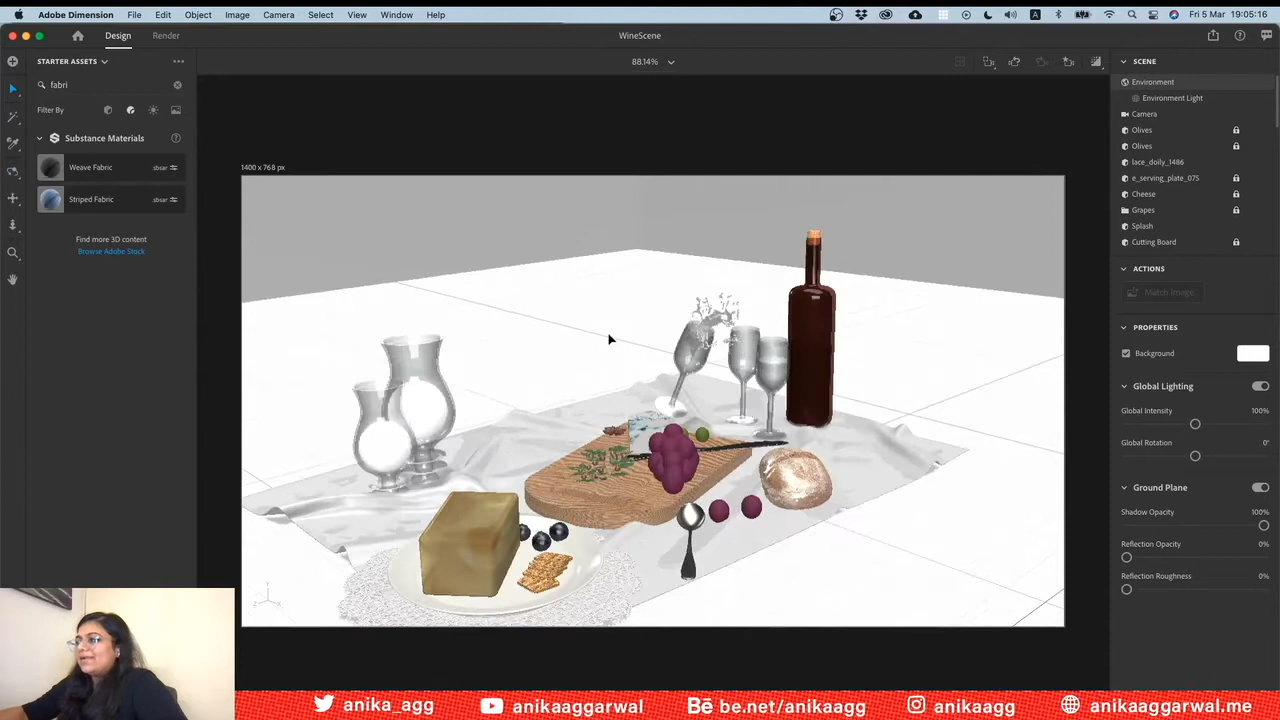 Adobe Dimension File Edit Object Image Camera Select View Window Help
A
Fri 5 Mar 19:05:16
Design Render
WineScene
STARTER ASSETS
88.14%
SCENE
fabri
Environment
Environment Light
Filter By
Camera
Olives
Substance Materials
Olives
Weave Fabric sbsar
1400 x 768 px
lace_doily_1486
e_serving_plate_075
Striped Fabric sbsar
Cheese
Grapes
Splash
Find more 3D content
Browse Adobe Stock
Cutting Board
ACTIONS
Match Image
PROPERTIES
Background
Global Lighting
Global Intensity 100%
Global Rotation 0°
Ground Plane
Shadow Opacity 100%
Reflection Opacity 0%
Reflection Roughness 0%
anika_agg anikaaggarwal Bē be.net/anikaagg anikaagg anikaaggarwal.me